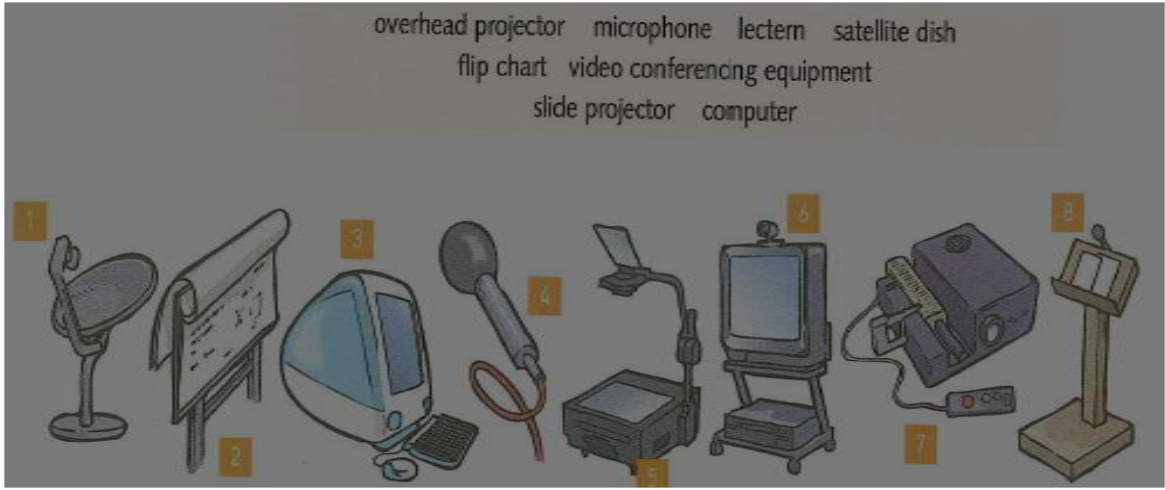 overhead projector microphone lectern satellite dish
flip chart video conferencing equipment
slide projector computer
1
2
3
4
5
6
7
8